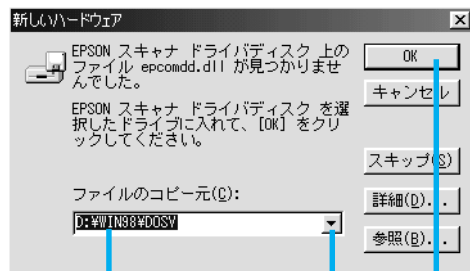 新しいハードウェア
EPSON スキャナ ドライバディスク 上の
ファイル epcomdd.dll が見つかりませ
んでした。
EPSON スキャナ ドライバディスク を選
択したドライブに入れて、[OK] をクリ
ックしてください。
ファイルのコピー元(C):
D:¥WIN98¥DOSV
OK
キャンセル
スキップ(S)
詳細(D)...
参照(B)...